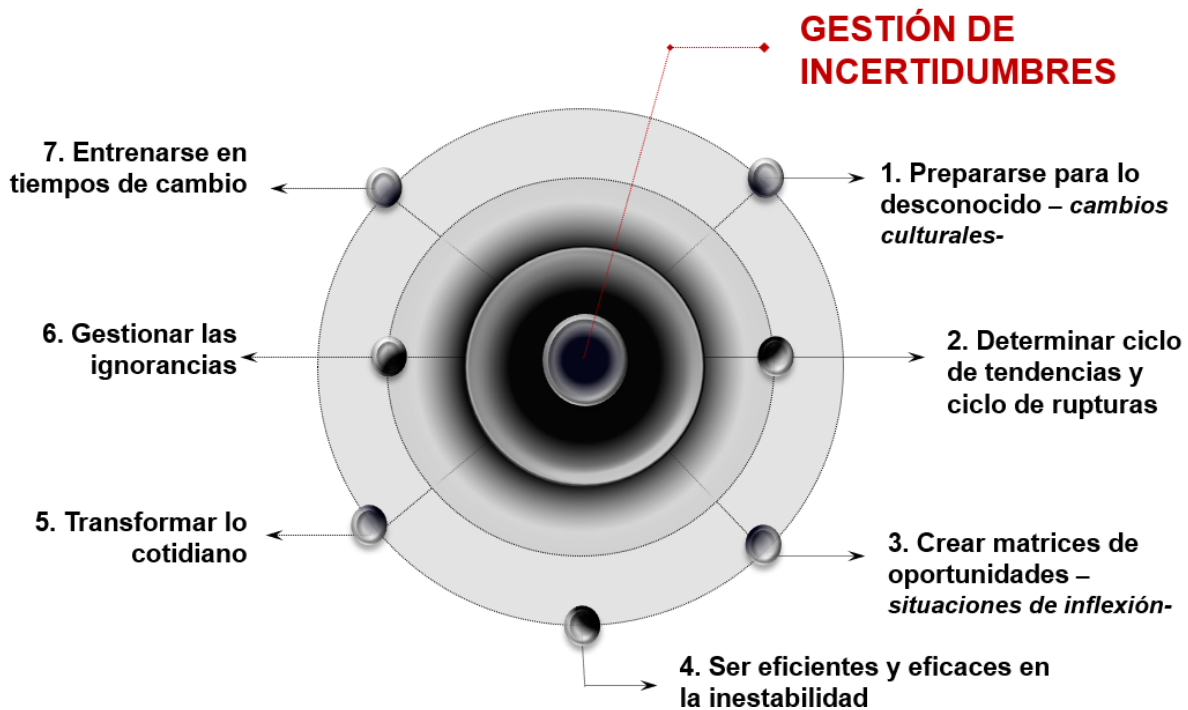 GESTIÓN DE
INCERTIDUMBRES
1. Prepararse para lo
desconocido – cambios
culturales-
2. Determinar ciclo
de tendencias y
ciclo de rupturas
3. Crear matrices de
oportunidades –
situaciones de inflexión-
4. Ser eficientes y eficaces en
la inestabilidad
5. Transformar lo
cotidiano
6. Gestionar las
ignorancias
7. Entrenarse en
tiempos de cambio